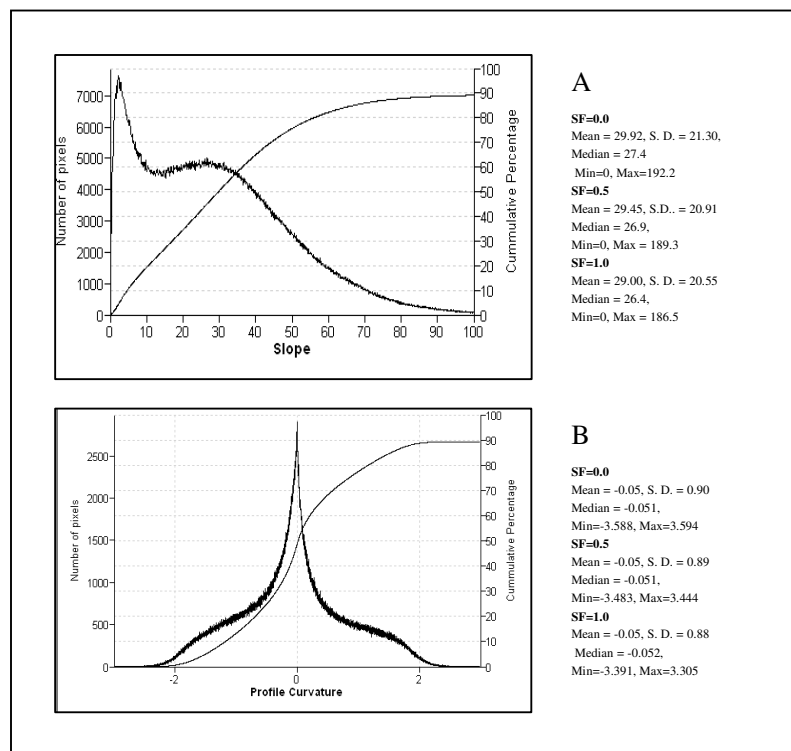 100
90
80
70
60
50
40
30
20
10
0
7000
6000
5000
4000
3000
2000
1000
0
Number of pixels
Cummulative Percentage
0 10 20 30 40 50 60 70 80 90 100
Slope
A
SF=0.0
Mean = 29.92, S. D. = 21.30,
Median = 27.4
Min=0, Max=192.2
SF=0.5
Mean = 29.45, S.D.. = 20.91
Median = 26.9,
Min=0, Max = 189.3
SF=1.0
Mean = 29.00, S. D. = 20.55
Median = 26.4,
Min=0, Max = 186.5
100
90
80
70
60
50
40
30
20
10
0
2500
2000
1500
1000
500
0
Number of pixels
Cummulative Percentage
-2 0 2
Profile Curvature
B
SF=0.0
Mean = -0.05, S. D. = 0.90
Median = -0.051,
Min=-3.588, Max=3.594
SF=0.5
Mean = -0.05, S. D. = 0.89
Median = -0.051,
Min=-3.483, Max=3.444
SF=1.0
Mean = -0.05, S. D. = 0.88
Median = -0.052,
Min=-3.391, Max=3.305